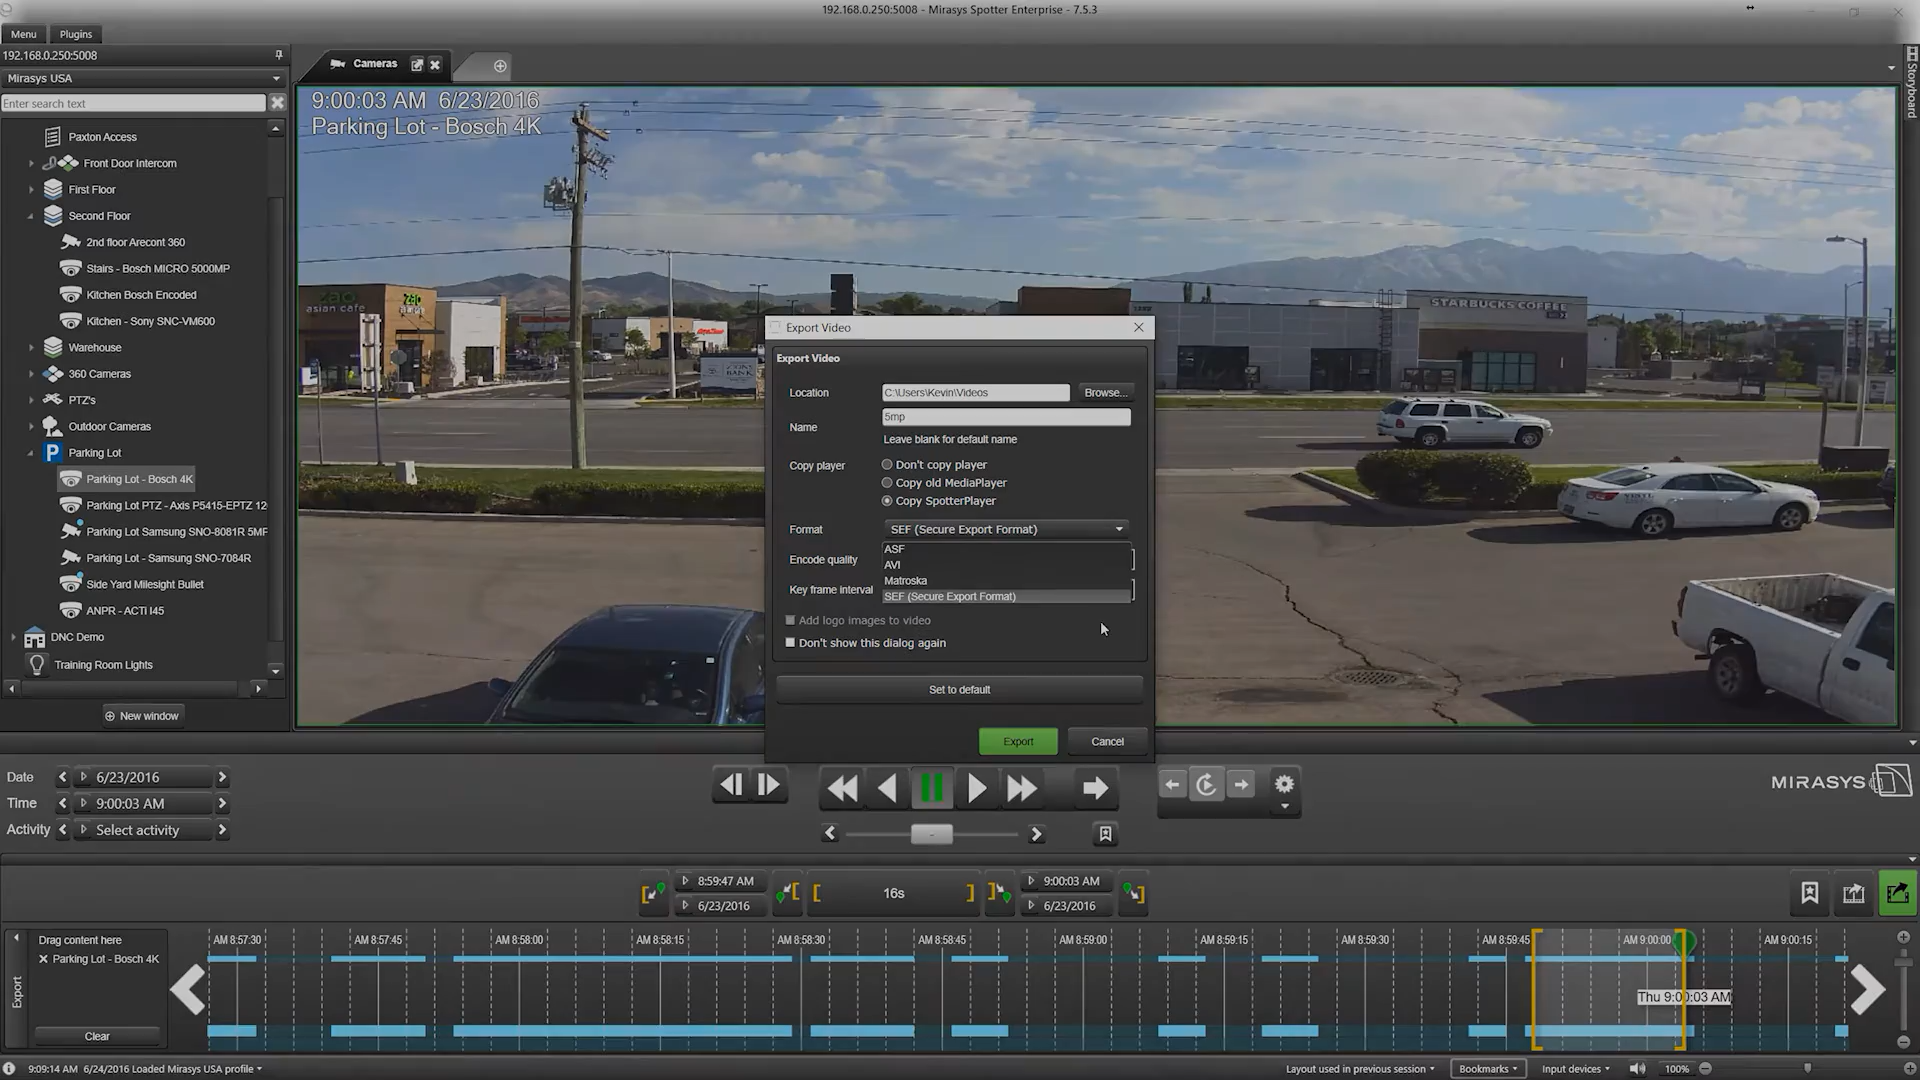 192.168.0.250:5008 - Mirasys Spotter Enterprise - 7.5.3
Menu
Plugins
192.168.0.250:5008
Mirasys USA
Enter search text
Paxton Access
Front Door Intercom
First Floor
Second Floor
2nd floor Arecont 360
Stairs - Bosch MICRO 5000MP
Kitchen Bosch Encoded
Kitchen - Sony SNC-VM600
Warehouse
360 Cameras
PTZ's
Outdoor Cameras
P Parking Lot
Parking Lot - Bosch 4K
Parking Lot PTZ - Axis P5415-EPTZ 12
Parking Lot Samsung SNO-8081R 5MP
Parking Lot - Samsung SNO-7084R
Side Yard Milesight Bullet
ANPR - ACTi I45
DNC Demo
Training Room Lights
New window
Cameras
Storyboard
9:00:03 AM 6/23/2016
Parking Lot - Bosch 4K
zao
asian cafe
zao
BANK
STARBUCKS COFFEE
Export Video
Export Video
Location
C:\Users\Kevin\Videos
Browse...
Name
5mp
Leave blank for default name
Copy player
Don't copy player
Copy old MediaPlayer
Copy SpotterPlayer
Format
SEF (Secure Export Format)
ASF
Encode quality
AVI
Matroska
Key frame interval
SEF (Secure Export Format)
Add logo images to video
Don't show this dialog again
Set to default
Export
Cancel
Date
6/23/2016
Time
9:00:03 AM
Activity
Select activity
MIRASYS
8:59:47 AM
6/23/2016
16s
9:00:03 AM
6/23/2016
Export
Drag content here
Parking Lot - Bosch 4K
Clear
AM 8:57:30
AM 8:57:45
AM 8:58:00
AM 8:58:15
AM 8:58:30
AM 8:58:45
AM 8:59:00
AM 8:59:15
AM 8:59:30
AM 8:59:45
AM 9:00:00
AM 9:00:15
Thu 9:00:03 AM
9:09:14 AM 6/24/2016 Loaded Mirasys USA profile
Layout used in previous session
Bookmarks
Input devices
100%